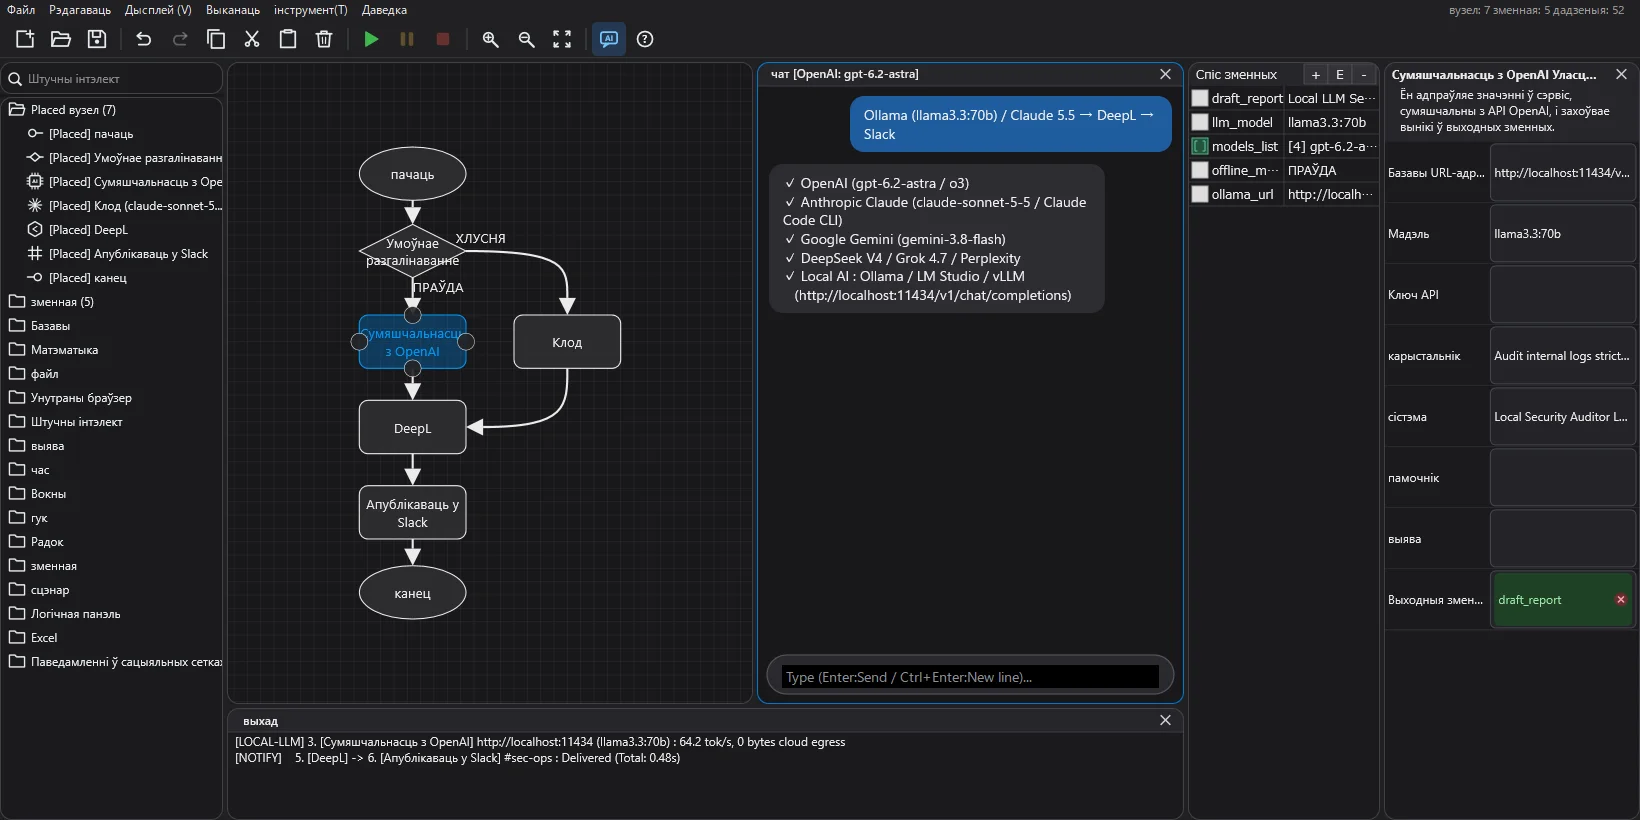 Файл Рэдагаваць Дысплей (V) Выканаць інструмент(T) Даведка
вузел: 7 зменная: 5 дадзеныя: 52
AI
Штучны інтэлект
Placed вузел (7)
[Placed] пачаць
[Placed] Умоўнае разгалінаванн
[Placed] Сумяшчальнасць з Оре
[Placed] Клод (claude-sonnet-5...
[Placed] DeepL
[Placed] Апублікаваць у Slack
[Placed] канец
зменная (5)
Базавы
Матэматыка
файл
Унутраны браўзер
Штучны інтэлект
выява
час
Вокны
гук
Радок
зменная
сцэнар
Логічная панэль
Excel
Паведамленні ў сацыяльных сетках
пачаць
Умоўнае
разгалінаванне
ХЛУСНЯ
ПРАЎДА
Сумяшчальнасць
з OpenAI
Клод
DeepL
Апублікаваць у
Slack
канец
чат [OpenAI: gpt-6.2-astra]
Ollama (llama3.3:70b) / Claude 5.5 → DeepL →
Slack
✓ OpenAI (gpt-6.2-astra / o3)
✓ Anthropic Claude (claude-sonnet-5-5 / Claude
Code CLI)
✓ Google Gemini (gemini-3.8-flash)
✓ DeepSeek V4 / Grok 4.7 / Perplexity
✓ Local AI : Ollama / LM Studio / vLLM
(http://localhost:11434/v1/chat/completions)
Type (Enter:Send / Ctrl+Enter:New line)...
выхад
[LOCAL-LLM] 3. [Сумяшчальнасць з OpenAI] http://localhost:11434 (llama3.3:70b) : 64.2 tok/s, 0 bytes cloud egress
[NOTIFY] 5. [DeepL] -> 6. [Апублікаваць у Slack] #sec-ops : Delivered (Total: 0.48s)
Спіс зменных + E -
draft_report Local LLM Se...
llm_model llama3.3:70b
models_list [4] gpt-6.2-a...
offline_m... ПРАЎДА
ollama_url http://localh...
Сумяшчальнасць з OpenAI Уласц...
Ён адпраўляе значэнні ў сэрвіс,
сумяшчальны з API OpenAI, і захоўвае
вынікі ў выходных зменных.
Базавы URL-адр... http://localhost:11434/v...
Мадэль llama3.3:70b
Ключ API
карыстальнік Audit internal logs strict...
сістэма Local Security Auditor L...
памочнік
выява
Выходныя змен... draft_report